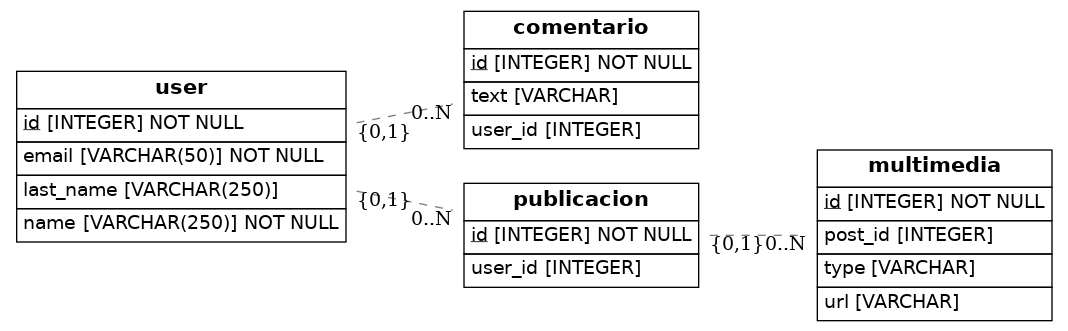 user
id [INTEGER] NOT NULL
email [VARCHAR(50)] NOT NULL
last_name [VARCHAR(250)]
name [VARCHAR(250)] NOT NULL
{0,1}
0..N
{0,1}
0..N
comentario
id [INTEGER] NOT NULL
text [VARCHAR]
user_id [INTEGER]
publicacion
id [INTEGER] NOT NULL
user_id [INTEGER]
{0,1}
0..N
multimedia
id [INTEGER] NOT NULL
post_id [INTEGER]
type [VARCHAR]
url [VARCHAR]